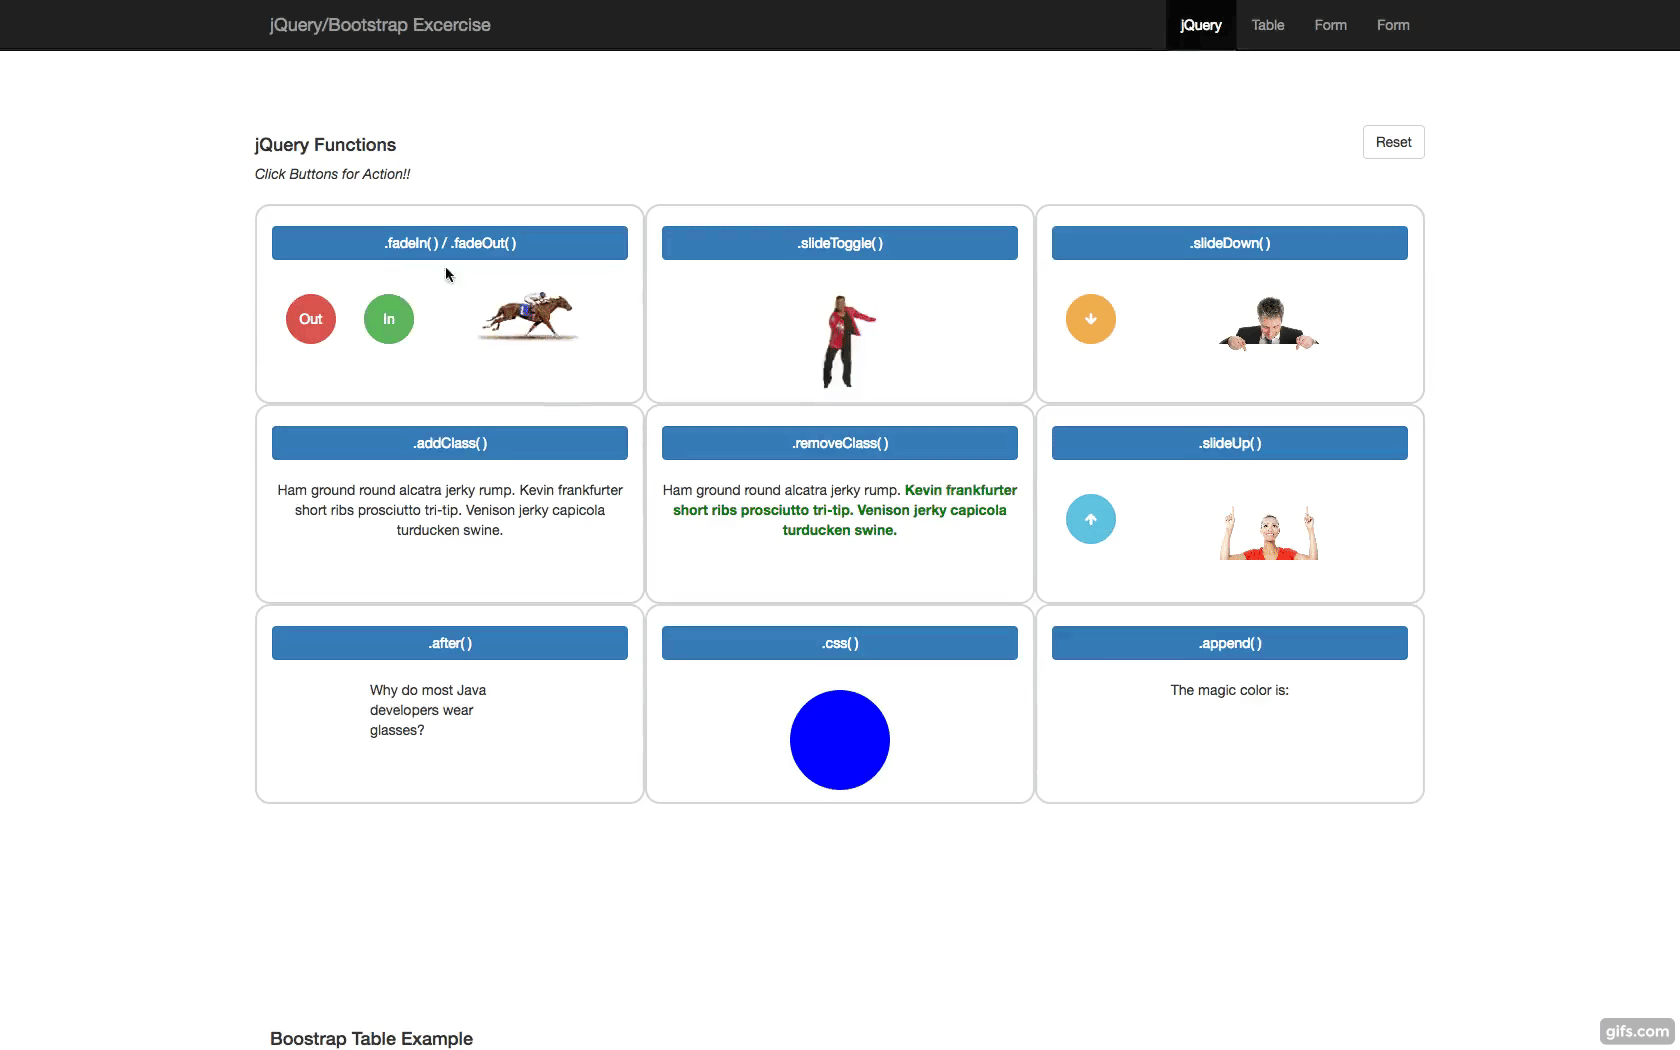 jQuery/Bootstrap Excercise
jQuery
Table
Form
Form
jQuery Functions
Reset
Click Buttons for Action!!
.fadeIn( ) / .fadeOut( )
Out
In
.slideToggle( )
.slideDown( )
.addClass( )
Ham ground round alcatra jerky rump. Kevin frankfurter
short ribs prosciutto tri-tip. Venison jerky capicola
turducken swine.
.removeClass( )
Ham ground round alcatra jerky rump. Kevin frankfurter
short ribs prosciutto tri-tip. Venison jerky capicola
turducken swine.
.slideUp( )
.after( )
Why do most Java
developers wear
glasses?
.css( )
.append( )
The magic color is:
Boostrap Table Example
gifs.com